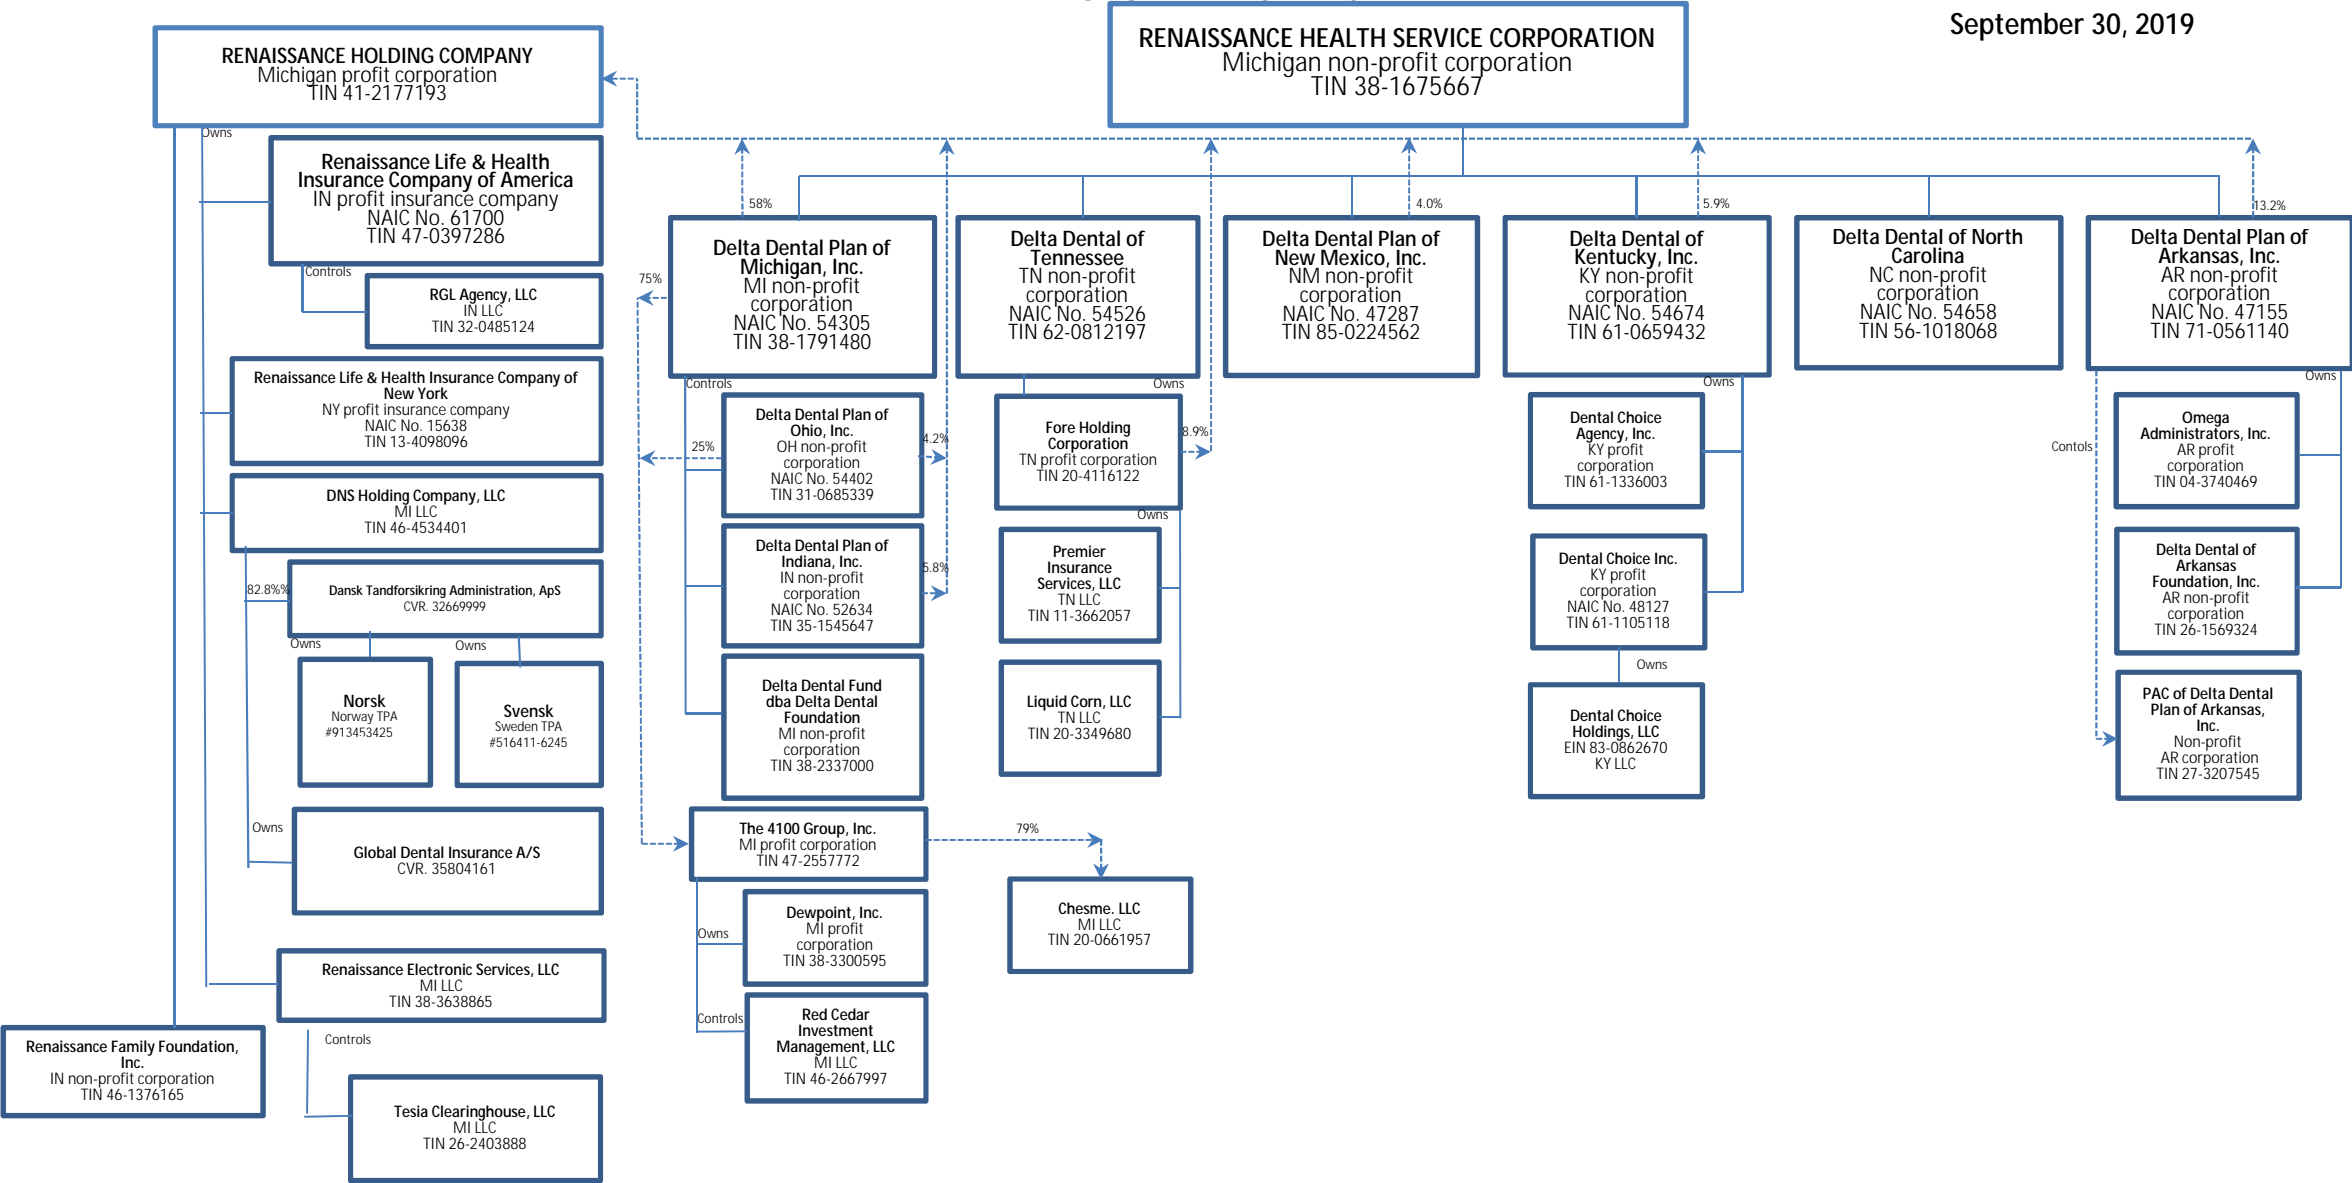 September 30, 2019
RENAISSANCE HOLDING COMPANY
Michigan profit corporation
TIN 41-2177193
RENAISSANCE HEALTH SERVICE CORPORATION
Michigan non-profit corporation
TIN 38-1675667
Owns
Renaissance Life & Health
Insurance Company of America
IN profit insurance company
NAIC No. 61700
TIN 47-0397286
Controls
RGL Agency, LLC
IN LLC
TIN 32-0485124
Renaissance Life & Health Insurance Company of
New York
NY profit insurance company
NAIC No. 15638
TIN 13-4098096
DNS Holding Company, LLC
MI LLC
TIN 46-4534401
82.8%%
Dansk Tandforsikring Administration, ApS
CVR. 32669999
Owns
Owns
Norsk
Norway TPA
#913453425
Svensk
Sweden TPA
#516411-6245
Owns
Global Dental Insurance A/S
CVR. 35804161
Renaissance Electronic Services, LLC
MI LLC
TIN 38-3638865
Controls
Renaissance Family Foundation,
Inc.
IN non-profit corporation
TIN 46-1376165
Tesia Clearinghouse, LLC
MI LLC
TIN 26-2403888
58%
Delta Dental Plan of
Michigan, Inc.
MI non-profit
corporation
NAIC No. 54305
TIN 38-1791480
75%
Controls
Delta Dental Plan of
Ohio, Inc.
OH non-profit
corporation
NAIC No. 54402
TIN 31-0685339
25%
4.2%
Delta Dental Plan of
Indiana, Inc.
IN non-profit
corporation
NAIC No. 52634
TIN 35-1545647
5.8%
Delta Dental Fund
dba Delta Dental
Foundation
MI non-profit
corporation
TIN 38-2337000
The 4100 Group, Inc.
MI profit corporation
TIN 47-2557772
79%
Owns
Dewpoint, Inc.
MI profit
corporation
TIN 38-3300595
Controls
Red Cedar
Investment
Management, LLC
MI LLC
TIN 46-2667997
Chesme. LLC
MI LLC
TIN 20-0661957
Delta Dental of
Tennessee
TN non-profit
corporation
NAIC No. 54526
TIN 62-0812197
Owns
Fore Holding
Corporation
TN profit corporation
TIN 20-4116122
8.9%
Owns
Premier
Insurance
Services, LLC
TN LLC
TIN 11-3662057
Liquid Corn, LLC
TN LLC
TIN 20-3349680
4.0%
Delta Dental Plan of
New Mexico, Inc.
NM non-profit
corporation
NAIC No. 47287
TIN 85-0224562
5.9%
Delta Dental of
Kentucky, Inc.
KY non-profit
corporation
NAIC No. 54674
TIN 61-0659432
Owns
Dental Choice
Agency, Inc.
KY profit
corporation
TIN 61-1336003
Dental Choice Inc.
KY profit
corporation
NAIC No. 48127
TIN 61-1105118
Owns
Dental Choice
Holdings, LLC
EIN 83-0862670
KY LLC
Delta Dental of North
Carolina
NC non-profit
corporation
NAIC No. 54658
TIN 56-1018068
13.2%
Delta Dental Plan of
Arkansas, Inc.
AR non-profit
corporation
NAIC No. 47155
TIN 71-0561140
Owns
Contols
Omega
Administrators, Inc.
AR profit
corporation
TIN 04-3740469
Delta Dental of
Arkansas
Foundation, Inc.
AR non-profit
corporation
TIN 26-1569324
PAC of Delta Dental
Plan of Arkansas,
Inc.
Non-profit
AR corporation
TIN 27-3207545